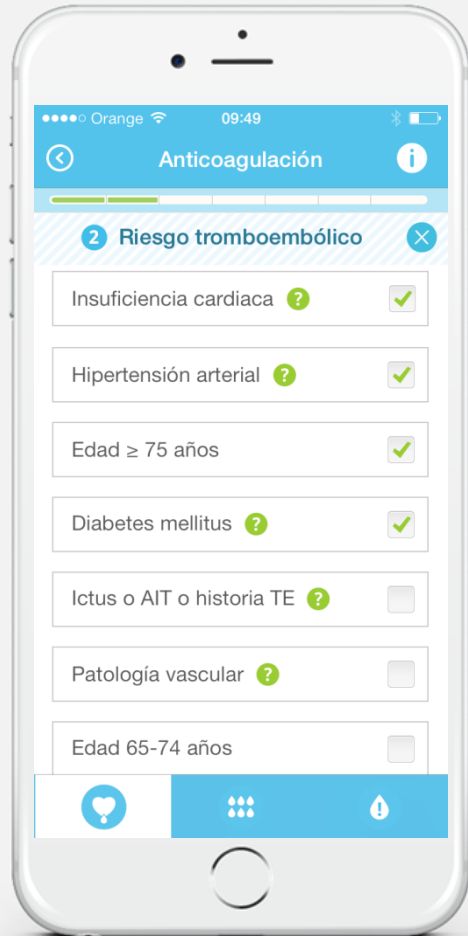 Orange 09:49
Anticoagulación i
2 Riesgo tromboembólico
Insuficiencia cardiaca ?
Hipertensión arterial ?
Edad ≥ 75 años
Diabetes mellitus ?
Ictus o AIT o historia TE ?
Patología vascular ?
Edad 65-74 años